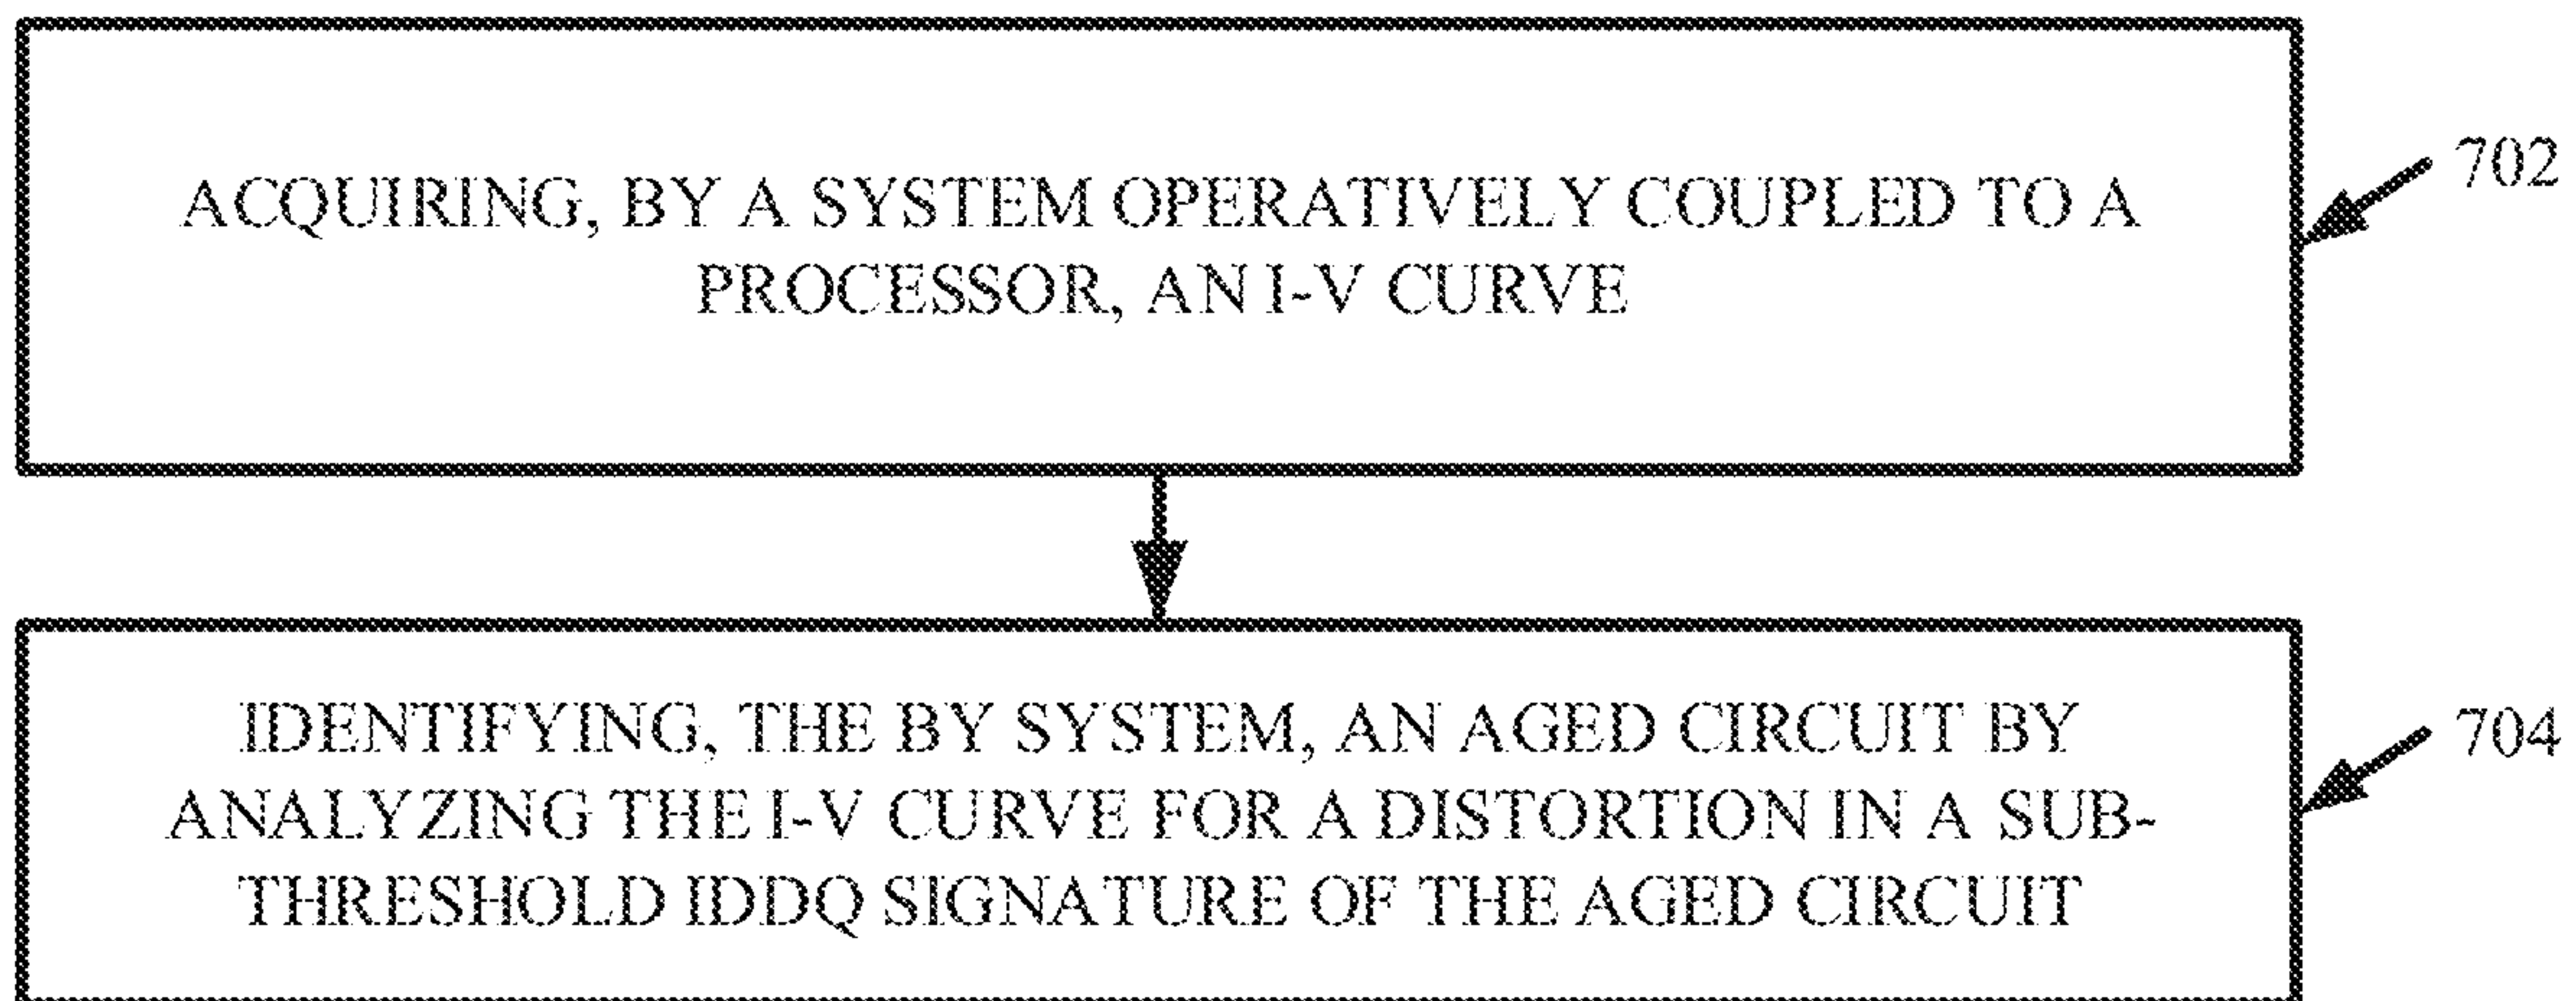 ACQUIRING, BY A SYSTEM OPERATIVELY COUPLED TO A
PROCESSOR, AN I-V CURVE
702
IDENTIFYING, THE BY SYSTEM, AN AGED CIRCUIT BY
ANALYZING THE I-V CURVE FOR A DISTORTION IN A SUB-
THRESHOLD IDDQ SIGNATURE OF THE AGED CIRCUIT
704